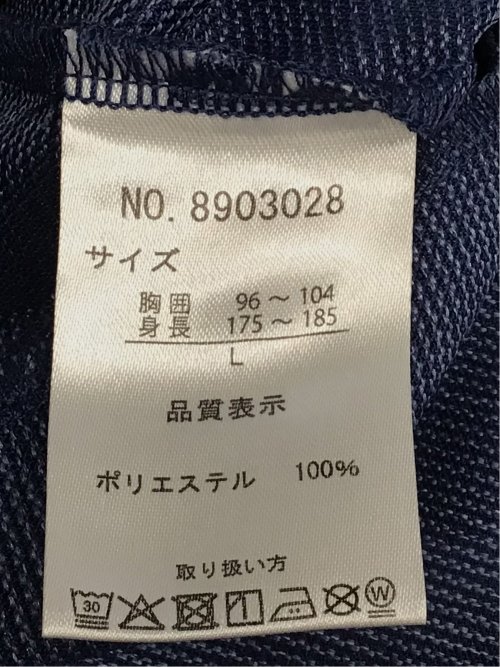 NO. 8903028
サイズ
胸囲 96～104
身長 175～185
L
品質表示
ポリエステル 100%
取り扱い方
30 W